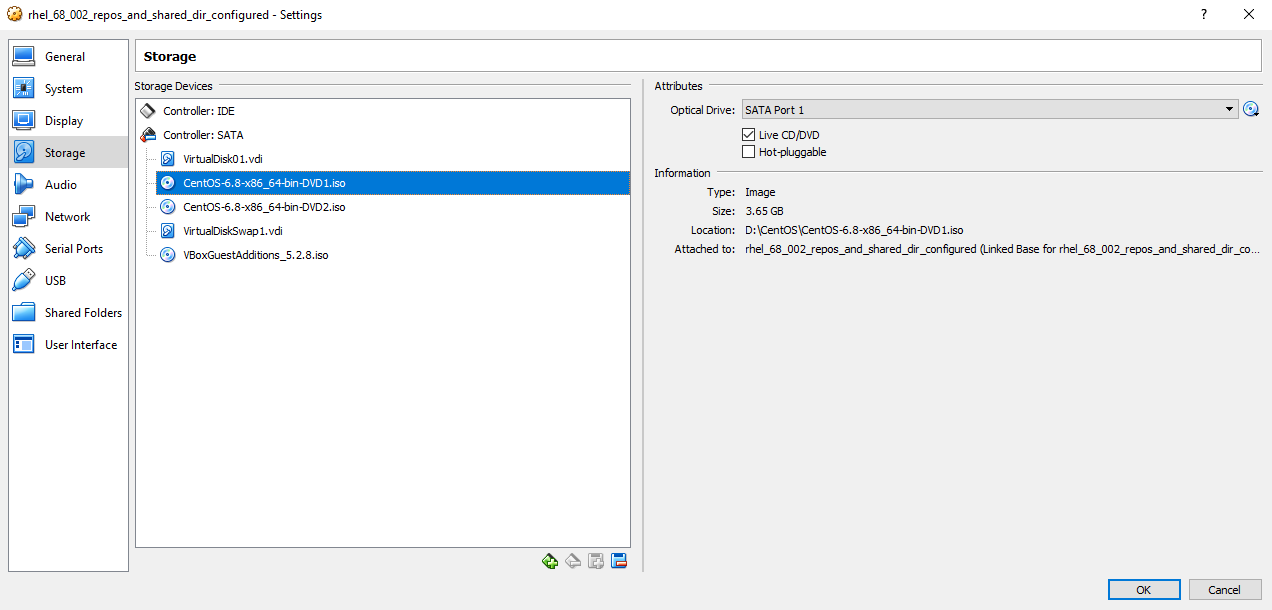 rhel_68_002_repos_and_shared_dir_configured - Settings
?
General
System
Display
Storage
Audio
Network
Serial Ports
USB
Shared Folders
User Interface
Storage
Storage Devices
Controller: IDE
Controller: SATA
VirtualDisk01.vdi
CentOS-6.8-x86_64-bin-DVD1.iso
CentOS-6.8-x86_64-bin-DVD2.iso
VirtualDiskSwap1.vdi
VBoxGuestAdditions_5.2.8.iso
Attributes
Optical Drive: SATA Port 1
Live CD/DVD
Hot-pluggable
Information
Type: Image
Size: 3.65 GB
Location: D:\CentOS\CentOS-6.8-x86_64-bin-DVD1.iso
Attached to: rhel_68_002_repos_and_shared_dir_configured (Linked Base for rhel_68_002_repos_and_shared_dir_co...
OK Cancel